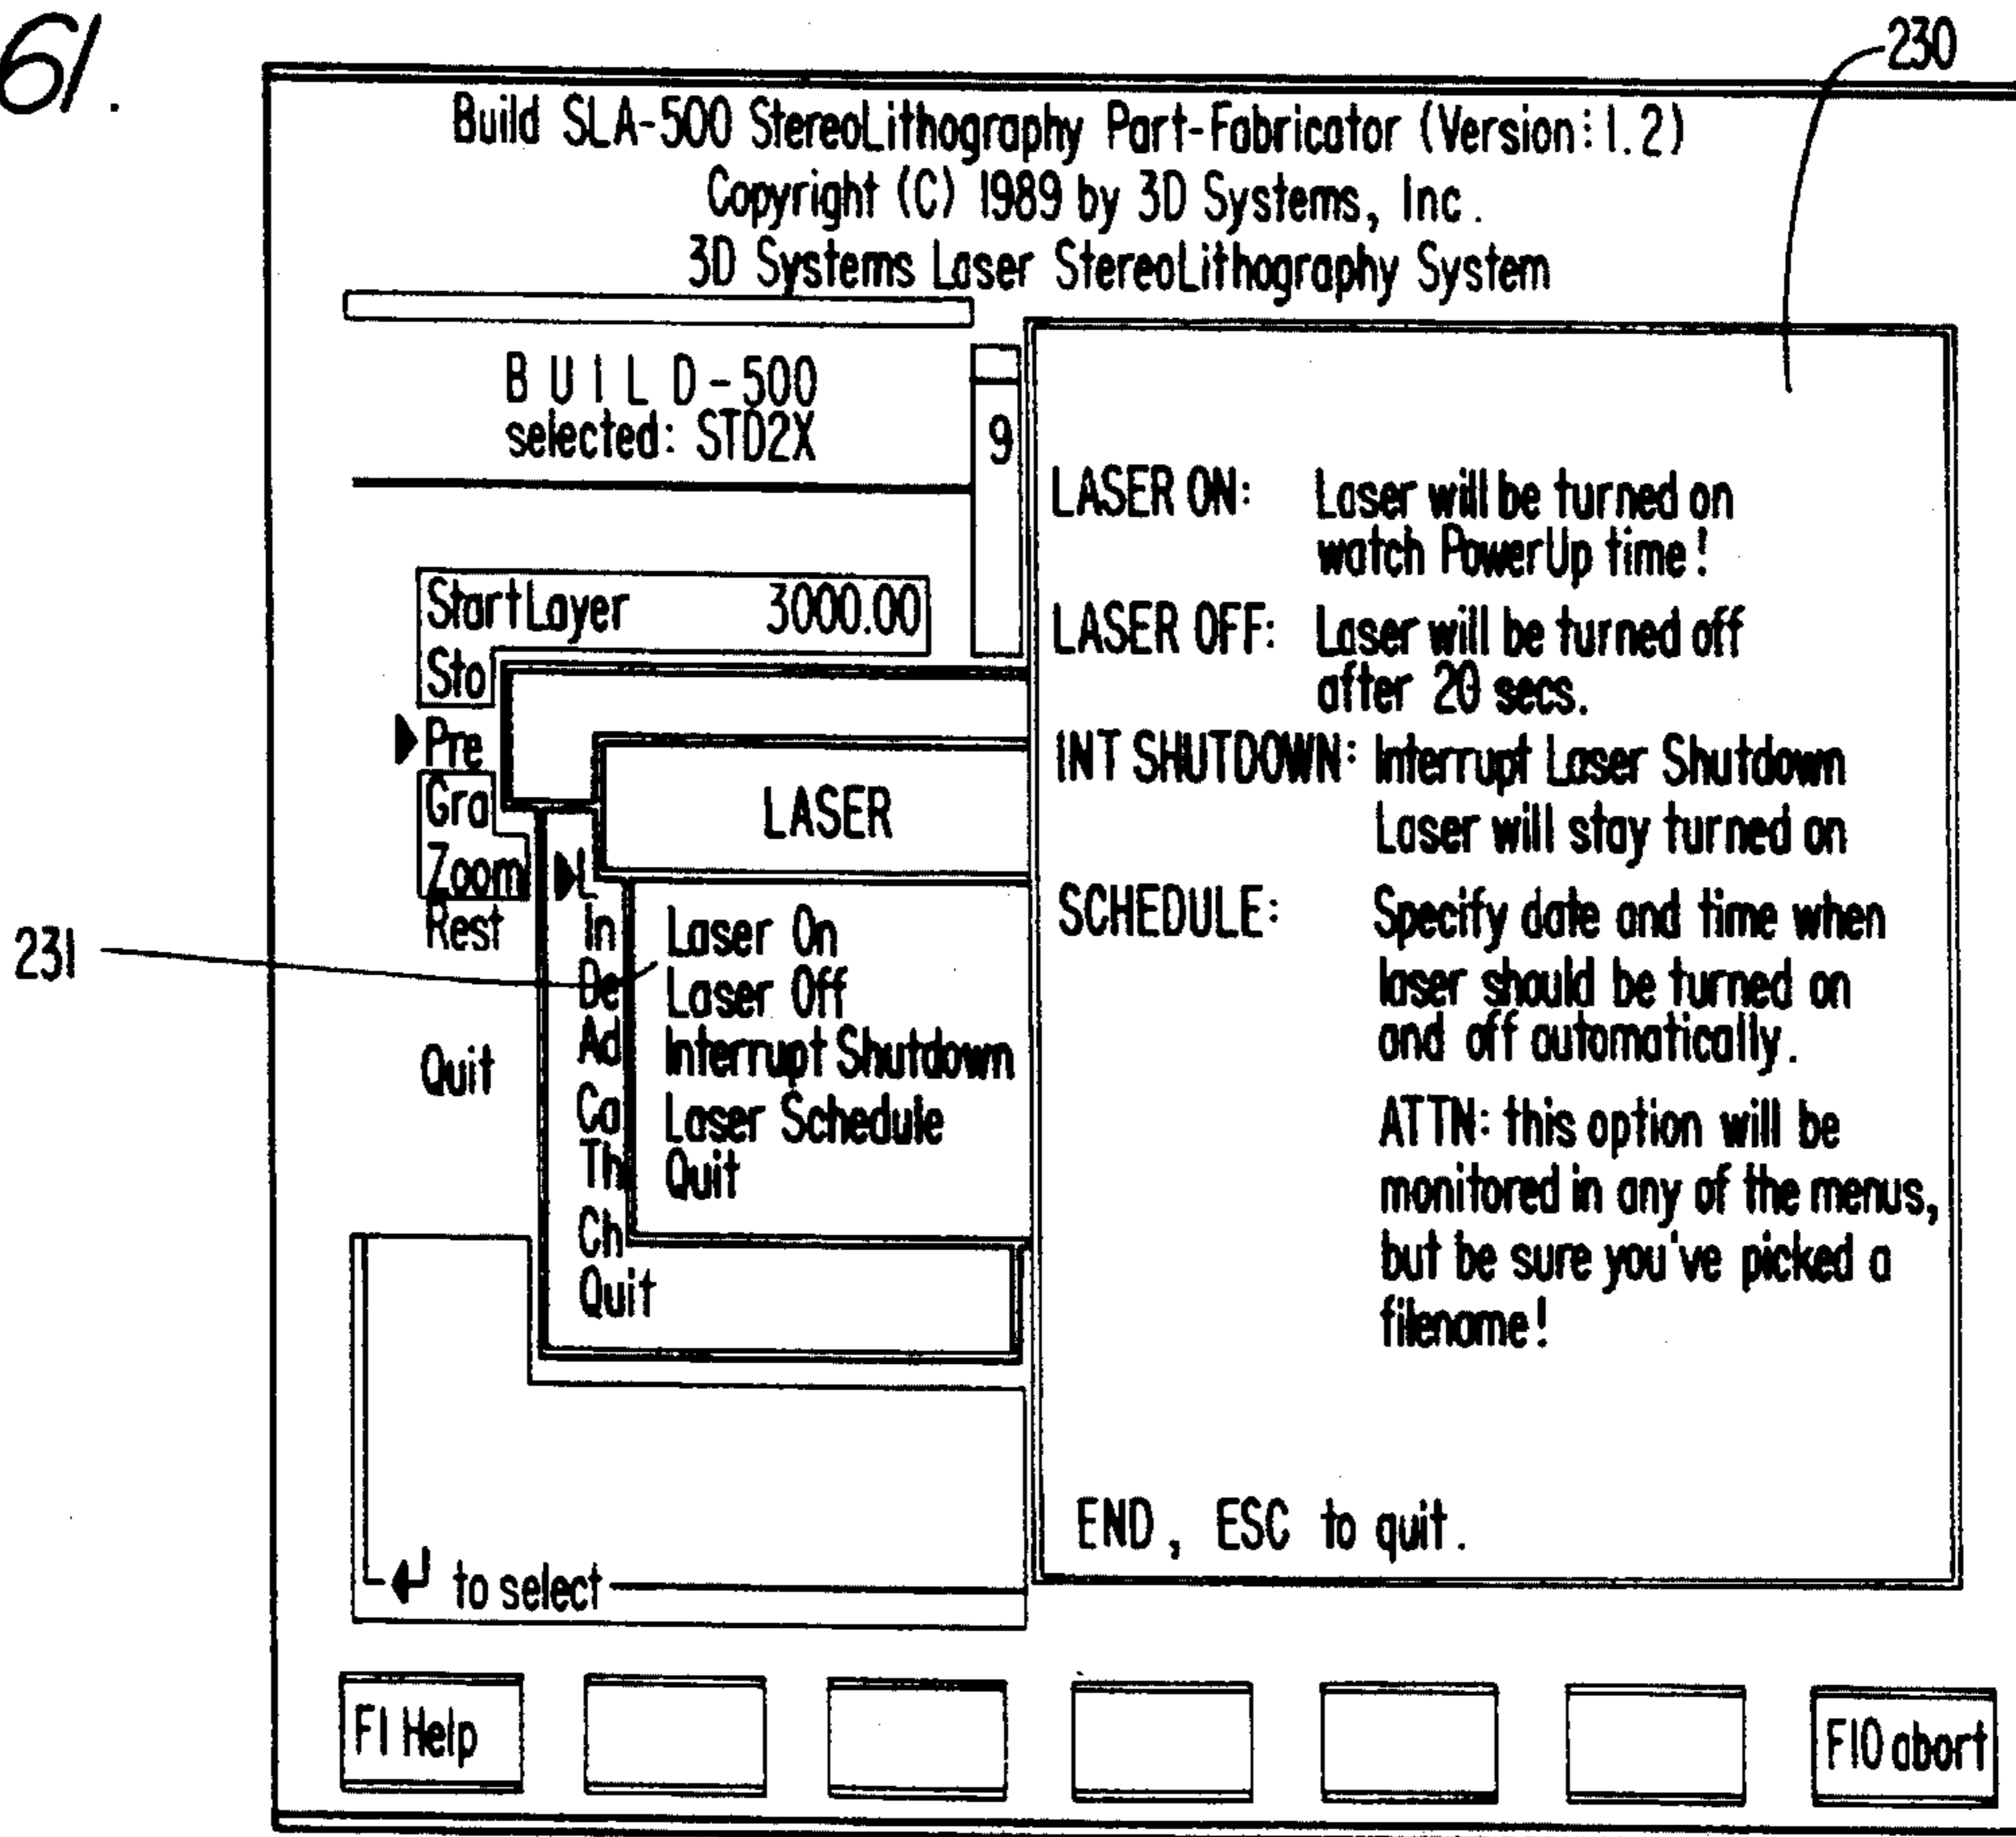 61.
230
Build SLA-500 StereoLithography Part-Fabricator (Version: 1.2)
Copyright (C) 1989 by 3D Systems, Inc.
3D Systems Laser StereoLithography System
B U I L D - 500
selected: STD2X
9
StartLayer 3000.00
Sto
Pre
Gra
Zoom
Rest
Quit
231
L
In
De
Ad
Ca
Th
Ch
Quit
LASER
Laser On
Laser Off
Interrupt Shutdown
Laser Schedule
Quit
LASER ON: Laser will be turned on
watch PowerUp time!
LASER OFF: Laser will be turned off
after 20 secs.
INT SHUTDOWN: Interrupt Laser Shutdown
Laser will stay turned on
SCHEDULE: Specify date and time when
laser should be turned on
and off automatically.
ATTN: this option will be
monitored in any of the menus,
but be sure you've picked a
filename!
END, ESC to quit.
to select
F1 Help
F10 abort